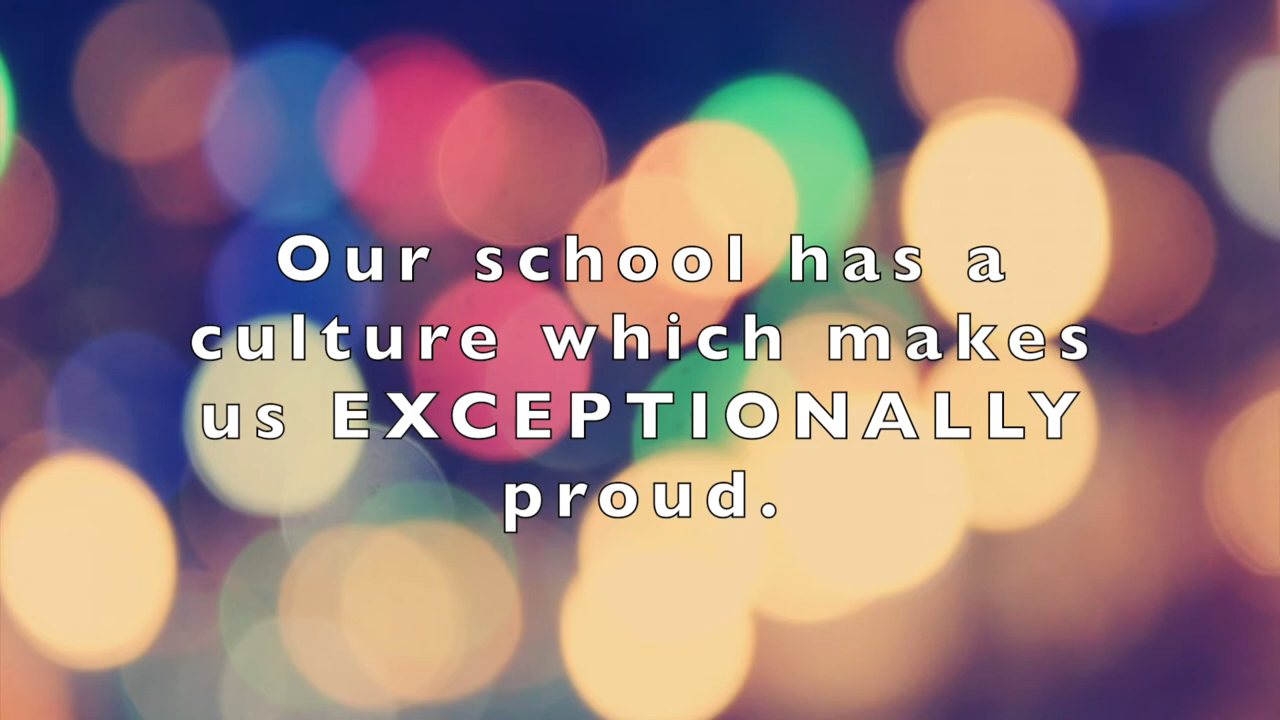 Our school has a
culture which makes
us EXCEPTIONALLY
proud.